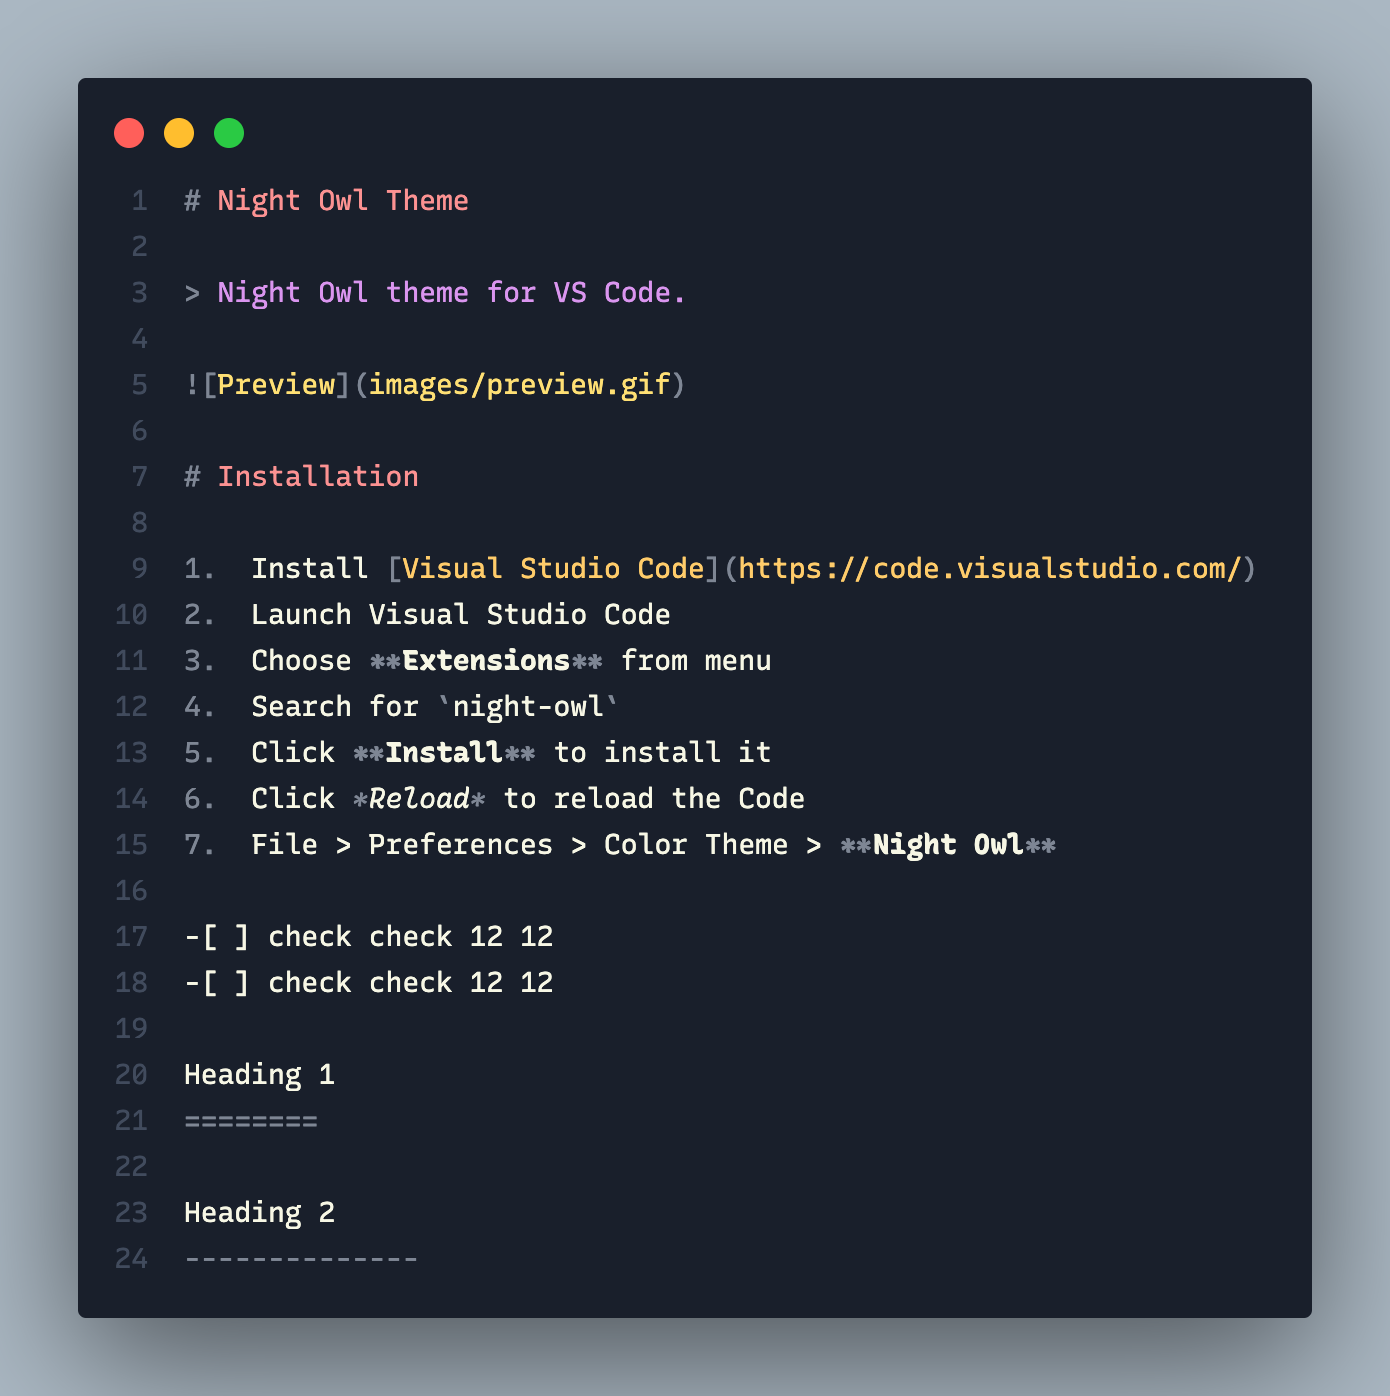 1 # Night Owl Theme
2
3 > Night Owl theme for VS Code.
4
5 ![Preview](images/preview.gif)
6
7 # Installation
8
9 1.  Install [Visual Studio Code](https://code.visualstudio.com/)
10 2.  Launch Visual Studio Code
11 3.  Choose **Extensions** from menu
12 4.  Search for `night-owl`
13 5.  Click **Install** to install it
14 6.  Click *Reload* to reload the Code
15 7.  File > Preferences > Color Theme > **Night Owl**
16
17 -[ ] check check 12 12
18 -[ ] check check 12 12
19
20 Heading 1
21 ========
22
23 Heading 2
24 --------------